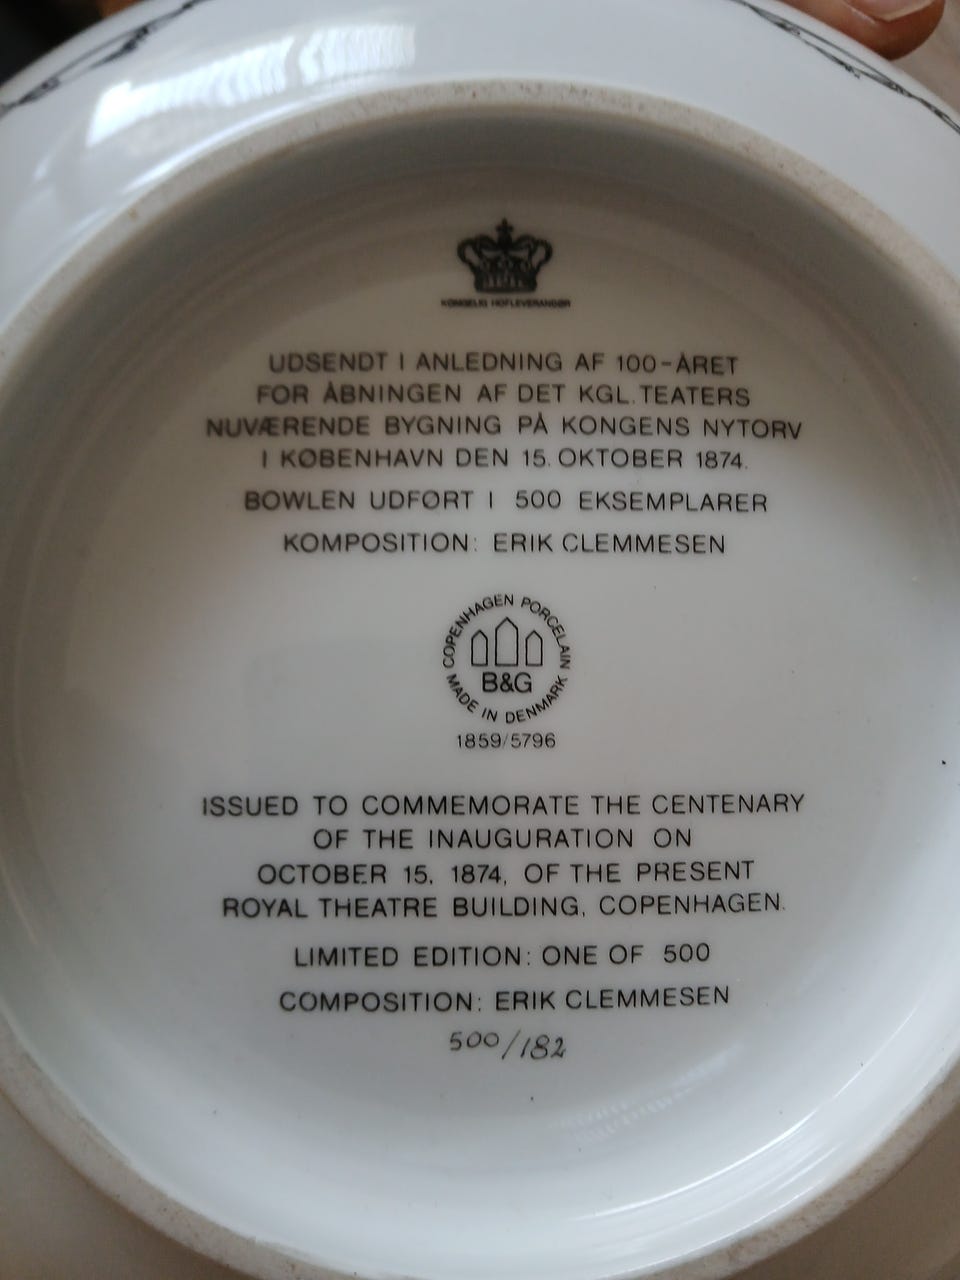 KONGELIG HOFLEVERANDØR
UDSENDT I ANLEDNING AF 100-ÅRET
FOR ÅBNINGEN AF DET KGL. TEATERS
NUVÆRENDE BYGNING PÅ KONGENS NYTORV
I KØBENHAVN DEN 15. OKTOBER 1874.
BOWLEN UDFØRT I 500 EKSEMPLARER
KOMPOSITION: ERIK CLEMMESEN
COPENHAGEN PORCELAIN
B&G
MADE IN DENMARK
1859/5796
ISSUED TO COMMEMORATE THE CENTENARY
OF THE INAUGURATION ON
OCTOBER 15, 1874, OF THE PRESENT
ROYAL THEATRE BUILDING, COPENHAGEN.
LIMITED EDITION: ONE OF 500
COMPOSITION: ERIK CLEMMESEN
500/182